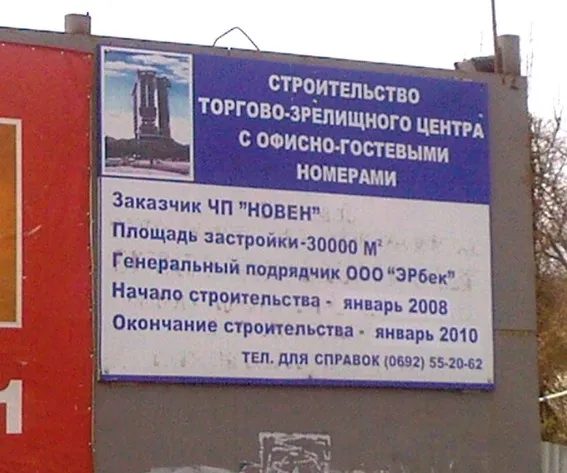 СТРОИТЕЛЬСТВО
ТОРГОВО-ЗРЕЛИЩНОГО ЦЕНТРА
С ОФИСНО-ГОСТЕВЫМИ
НОМЕРАМИ
Заказчик ЧП "НОВЕН"
Площадь застройки-30000 М²
Генеральный подрядчик ООО "ЭРбек"
Начало строительства - январь 2008
Окончание строительства - январь 2010
ТЕЛ. ДЛЯ СПРАВОК (0692) 55-20-62
1